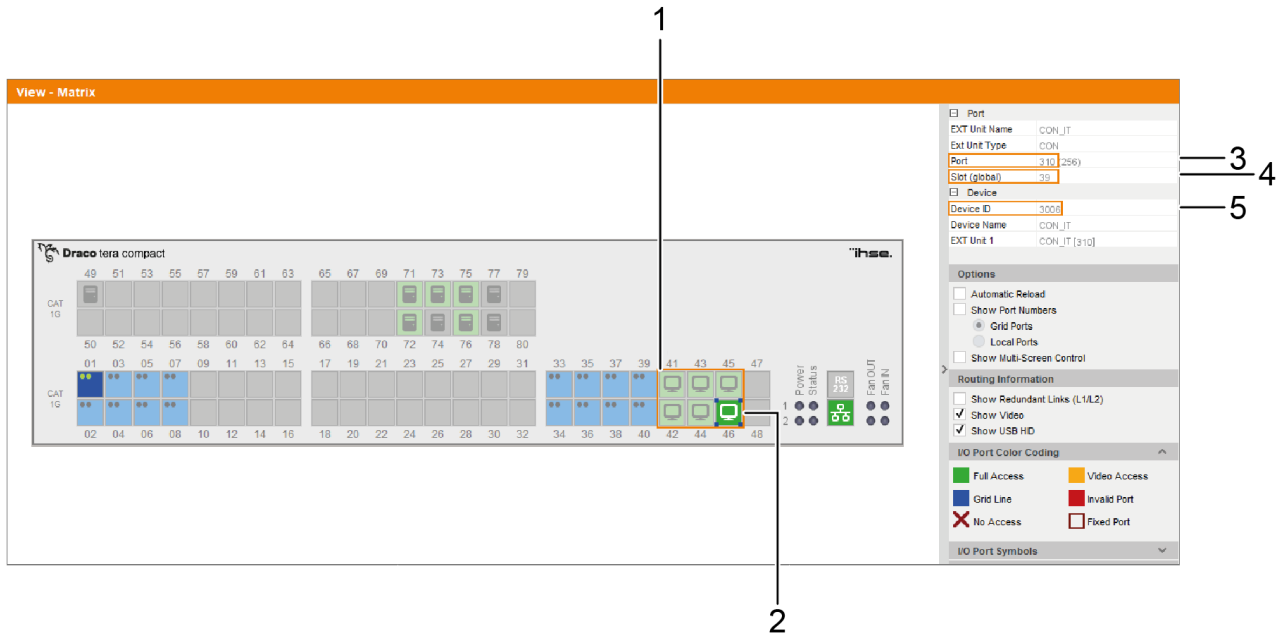 1
View - Matrix
Port
EXT Unit Name CON_IT
Ext Unit Type CON
Port 310 (256)
3
Slot (global) 39
4
Device
Device ID 3006
5
Device Name CON_IT
EXT Unit 1 CON_IT [310]
Draco tera compact
ihse.
49 51 53 55 57 59 61 63 65 67 69 71 73 75 77 79
CAT
1G
50 52 54 56 58 60 62 64 66 68 70 72 74 76 78 80
01 03 05 07 09 11 13 15 17 19 21 23 25 27 29 31 33 35 37 39 41 43 45 47
CAT
1G
Power
Status
RS
232
Fan OUT
Fan IN
1
2
02 04 06 08 10 12 14 16 18 20 22 24 26 28 30 32 34 36 38 40 42 44 46 48
2
Options
Automatic Reload
Show Port Numbers
Grid Ports
Local Ports
Show Multi-Screen Control
Routing Information
Show Redundant Links (L1/L2)
Show Video
Show USB HID
I/O Port Color Coding
Full Access Video Access
Grid Line Invalid Port
No Access Fixed Port
I/O Port Symbols